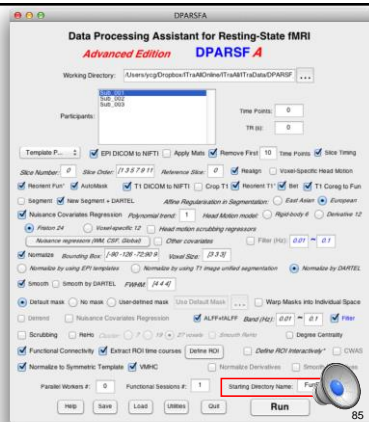 DPARSFA
Data Processing Assistant for Resting-State fMRI
Advanced Edition DPARSF A
Working Directory: /Users/ycg/Dropbox/ITraAllOnline/ITraAll/ITraData/DPARSF ...
Participants: Sub_001
Sub_002
Sub_003
Time Points: 0
TR (s): 0
Template P... EPI DICOM to NIFTI Apply Mats Remove First 10 Time Points Slice Timing
Slice Number: 0 Slice Order: [1 3 5 7 9 11 Reference Slice: 0 Realign Voxel-Specific Head Motion
Reorient Fun* AutoMask T1 DICOM to NIFTI Crop T1 Reorient T1* Bet T1 Coreg to Fun
Segment New Segment + DARTEL Affine Regularisation in Segmentation: East Asian European
Nuisance Covariates Regression Polynomial trend: 1 Head Motion model: Rigid-body 6 Derivative 12
Friston 24 Voxel-specific 12 Head motion scrubbing regressors
Nuisance regressors (WM, CSF, Global) Other covariates Filter (Hz): 0.01 ~ 0.1
Normalize Bounding Box: [-90 -126 -72;90 9 Voxel Size: [3 3 3]
Normalize by using EPI templates Normalize by using T1 image unified segmentation Normalize by DARTEL
Smooth Smooth by DARTEL FWHM: [4 4 4]
Default mask No mask User-defined mask Use Default Mask ... Warp Masks into Individual Space
Detrend Nuisance Covariates Regression ALFF+fALFF Band (Hz): 0.01 ~ 0.1 Filter
Scrubbing ReHo Cluster: 7 19 27 voxels Smooth ReHo Degree Centrality
Functional Connectivity Extract ROI time courses Define ROI Define ROI Interactively* CWAS
Normalize to Symmetric Template VMHC Normalize Derivatives Smooth
Parallel Workers #: 0 Functional Sessions #: 1 Starting Directory Name:
Help Save Load Utilities Quit Run
85